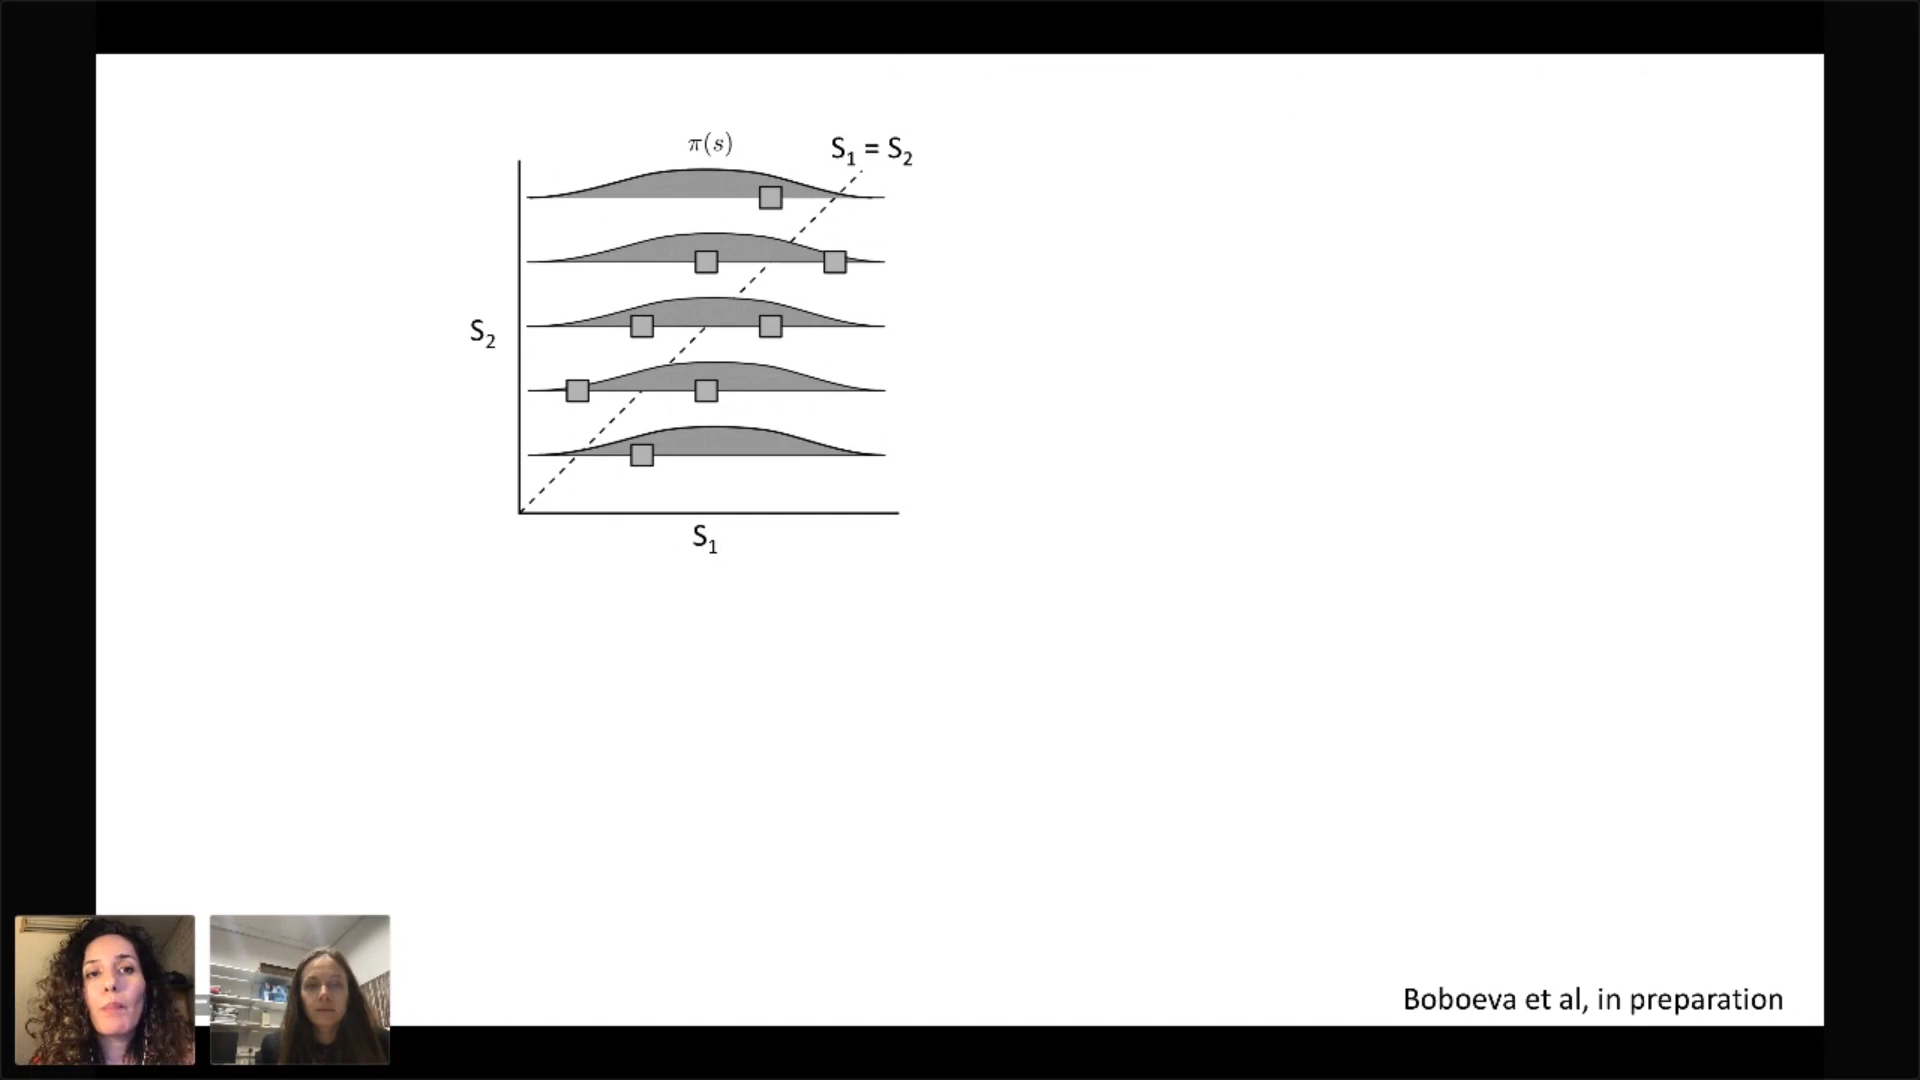 π(s)
S₁ = S₂
S₂
S₁
Boboeva et al, in preparation